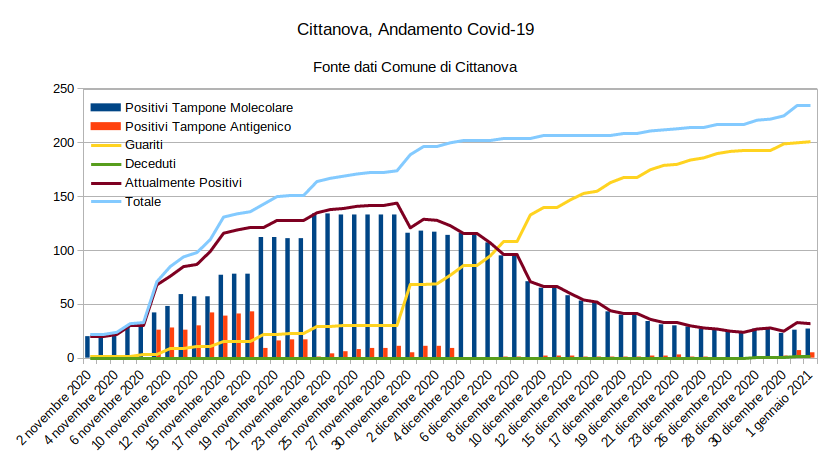 Cittanova, Andamento Covid-19
Fonte dati Comune di Cittanova
250
200
150
100
50
0
Positivi Tampone Molecolare
Positivi Tampone Antigenico
Guariti
Deceduti
Attualmente Positivi
Totale
2 novembre 2020
4 novembre 2020
6 novembre 2020
10 novembre 2020
12 novembre 2020
15 novembre 2020
17 novembre 2020
19 novembre 2020
21 novembre 2020
23 novembre 2020
25 novembre 2020
27 novembre 2020
30 novembre 2020
2 dicembre 2020
4 dicembre 2020
6 dicembre 2020
8 dicembre 2020
10 dicembre 2020
12 dicembre 2020
15 dicembre 2020
17 dicembre 2020
19 dicembre 2020
21 dicembre 2020
23 dicembre 2020
26 dicembre 2020
28 dicembre 2020
30 dicembre 2020
1 gennaio 2021